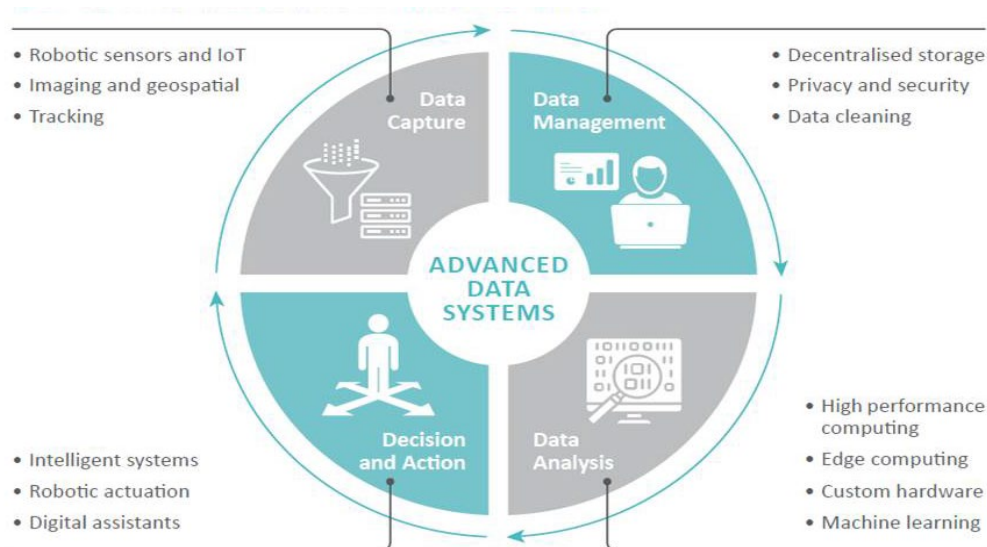 • Robotic sensors and IoT
• Imaging and geospatial
• Tracking
Data
Capture
Data
Management
• Decentralised storage
• Privacy and security
• Data cleaning
ADVANCED
DATA
SYSTEMS
Decision
and Action
Data
Analysis
• Intelligent systems
• Robotic actuation
• Digital assistants
• High performance
computing
• Edge computing
• Custom hardware
• Machine learning